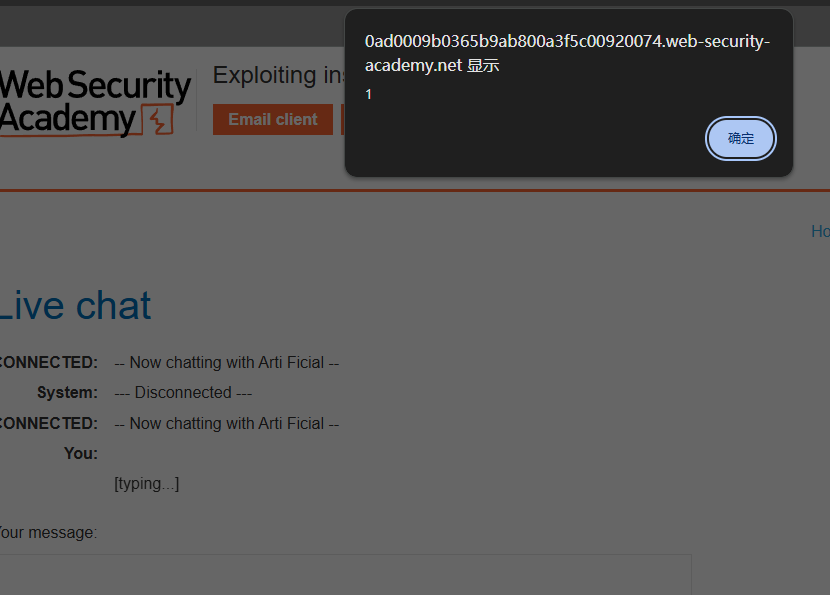 0ad0009b0365b9ab800a3f5c00920074.web-security-
academy.net 显示
1
确定
Web Security
Academy
Exploiting in
Email client
Ho
Live chat
CONNECTED: -- Now chatting with Arti Ficial --
System: --- Disconnected ---
CONNECTED: -- Now chatting with Arti Ficial --
You:
[typing...]
Your message: